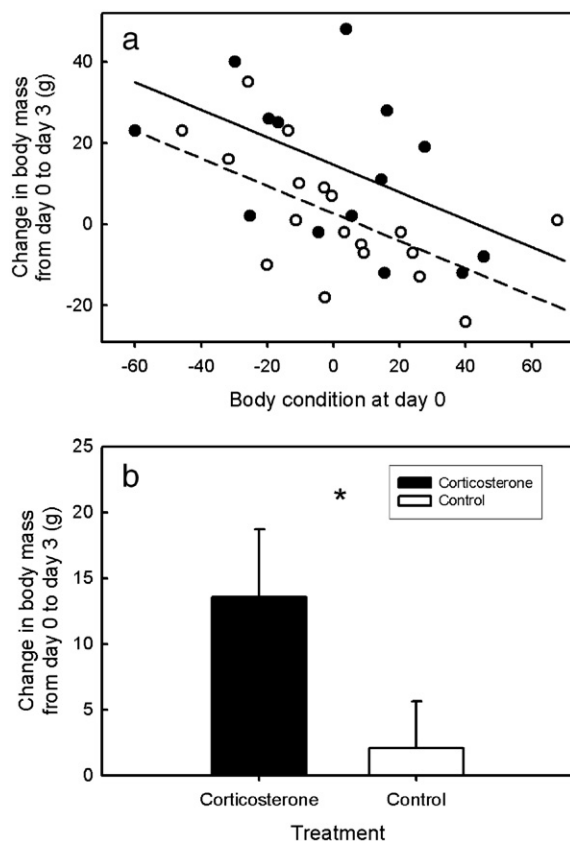 a
Change in body mass
from day 0 to day 3 (g)
40
20
0
-20
-60
-40
-20
0
20
40
60
Body condition at day 0
b
Change in body mass
from day 0 to day 3 (g)
25
20
15
10
5
0
*
Corticosterone
Control
Corticosterone
Control
Treatment